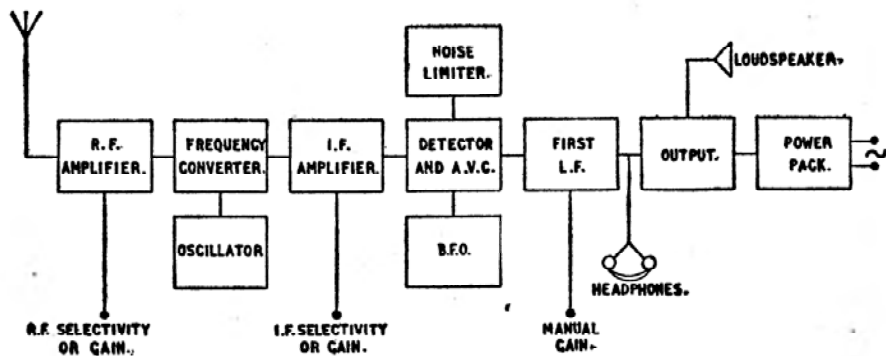 NOISE
LIMITER.
LOUDSPEAKER.
R.F.
AMPLIFIER.
FREQUENCY
CONVERTER.
I.F.
AMPLIFIER.
DETECTOR
AND A.V.C.
FIRST
L.F.
OUTPUT.
POWER
PACK.
OSCILLATOR
B.F.O.
HEADPHONES.
R.F. SELECTIVITY
OR GAIN.
I.F. SELECTIVITY
OR GAIN.
MANUAL
GAIN.